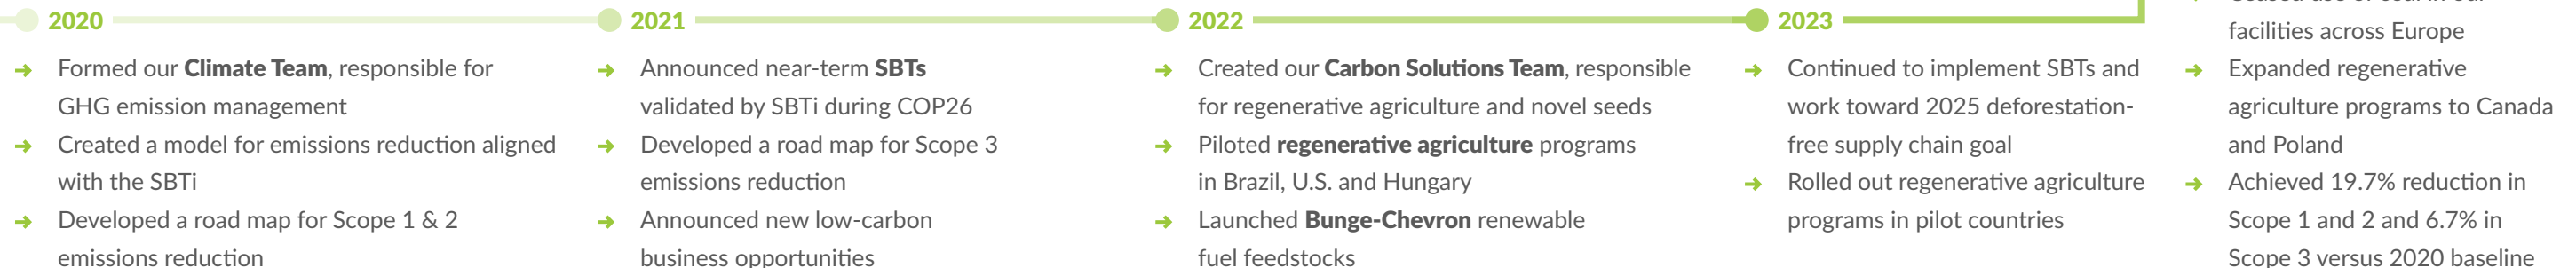 2020
Formed our Climate Team, responsible for
GHG emission management
Created a model for emissions reduction aligned
with the SBTi
Developed a road map for Scope 1 & 2
emissions reduction
2021
Announced near-term SBTs
validated by SBTi during COP26
Developed a road map for Scope 3
emissions reduction
Announced new low-carbon
business opportunities
2022
Created our Carbon Solutions Team, responsible
for regenerative agriculture and novel seeds
Piloted regenerative agriculture programs
in Brazil, U.S. and Hungary
Launched Bunge-Chevron renewable
fuel feedstocks
2023
Continued to implement SBTs and
work toward 2025 deforestation-
free supply chain goal
Rolled out regenerative agriculture
programs in pilot countries
facilities across Europe
Expanded regenerative
agriculture programs to Canada
and Poland
Achieved 19.7% reduction in
Scope 1 and 2 and 6.7% in
Scope 3 versus 2020 baseline